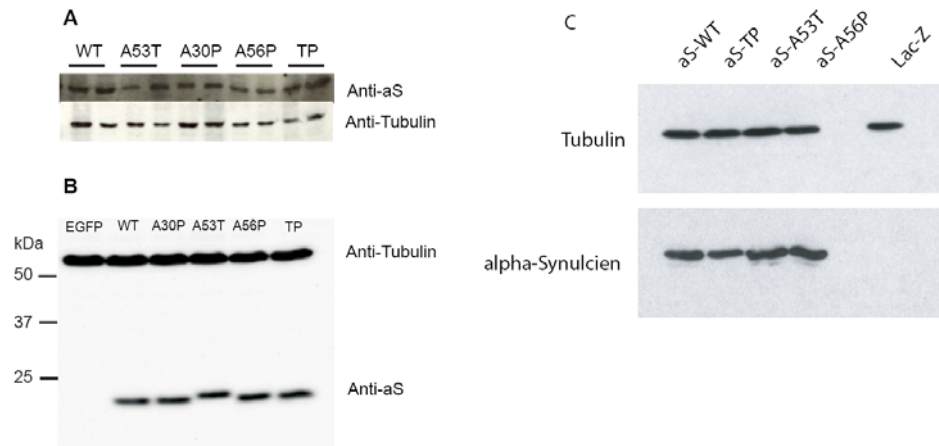 A
WT A53T A30P A56P TP
Anti-aS
Anti-Tubulin
B
EGFP WT A30P A53T A56P TP
kDa
50
37
25
Anti-Tubulin
Anti-aS
C
aS-WT aS-TP aS-A53T aS-A56P Lac-Z
Tubulin
alpha-Synulcien